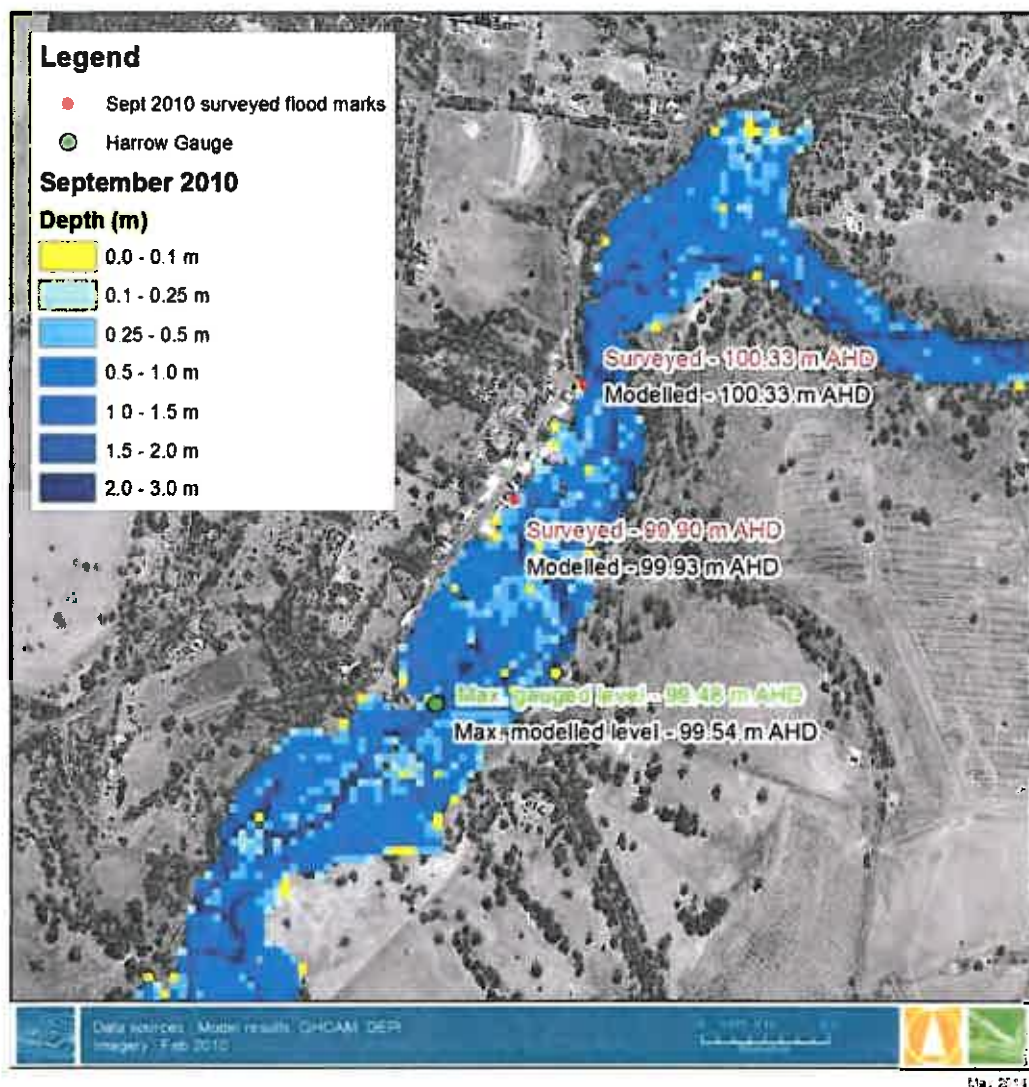 Legend
Sept 2010 surveyed flood marks
Harrow Gauge
September 2010
Depth (m)
0.0 - 0.1 m
0.1 - 0.25 m
0.25 - 0.5 m
0.5 - 1.0 m
1 0 - 1.5 m
1.5 - 2.0 m
2.0 - 3.0 m
Surveyed - 100.33 m AHD
Modelled - 100.33 m AHD
Surveyed - 99.90 m AHD
Modelled - 99.93 m AHD
Max. gauged level - 99.48 m AHD
Max. modelled level - 99.54 m AHD
Data sources Model results GHCAM DEPI
Imagery Feb 2010